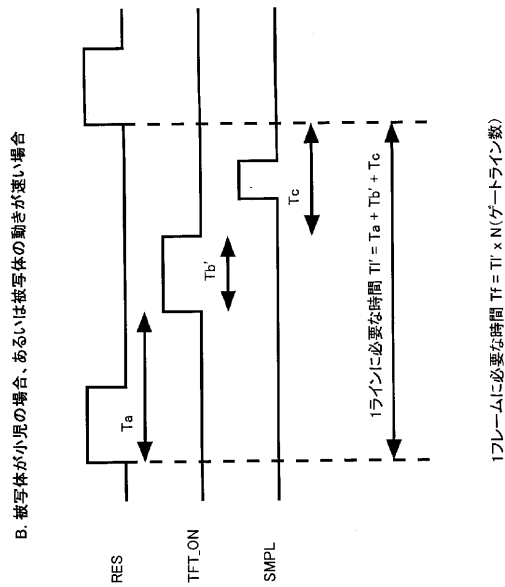 B. 被写体が小児の場合、あるいは被写体の動きが速い場合
RES
Ta
TFT_ON
Tb'
SMPL
Tc
1ラインに必要な時間 Tl' = Ta + Tb' + Tc
1フレームに必要な時間 Tf = Tl' x N(ゲートライン数)